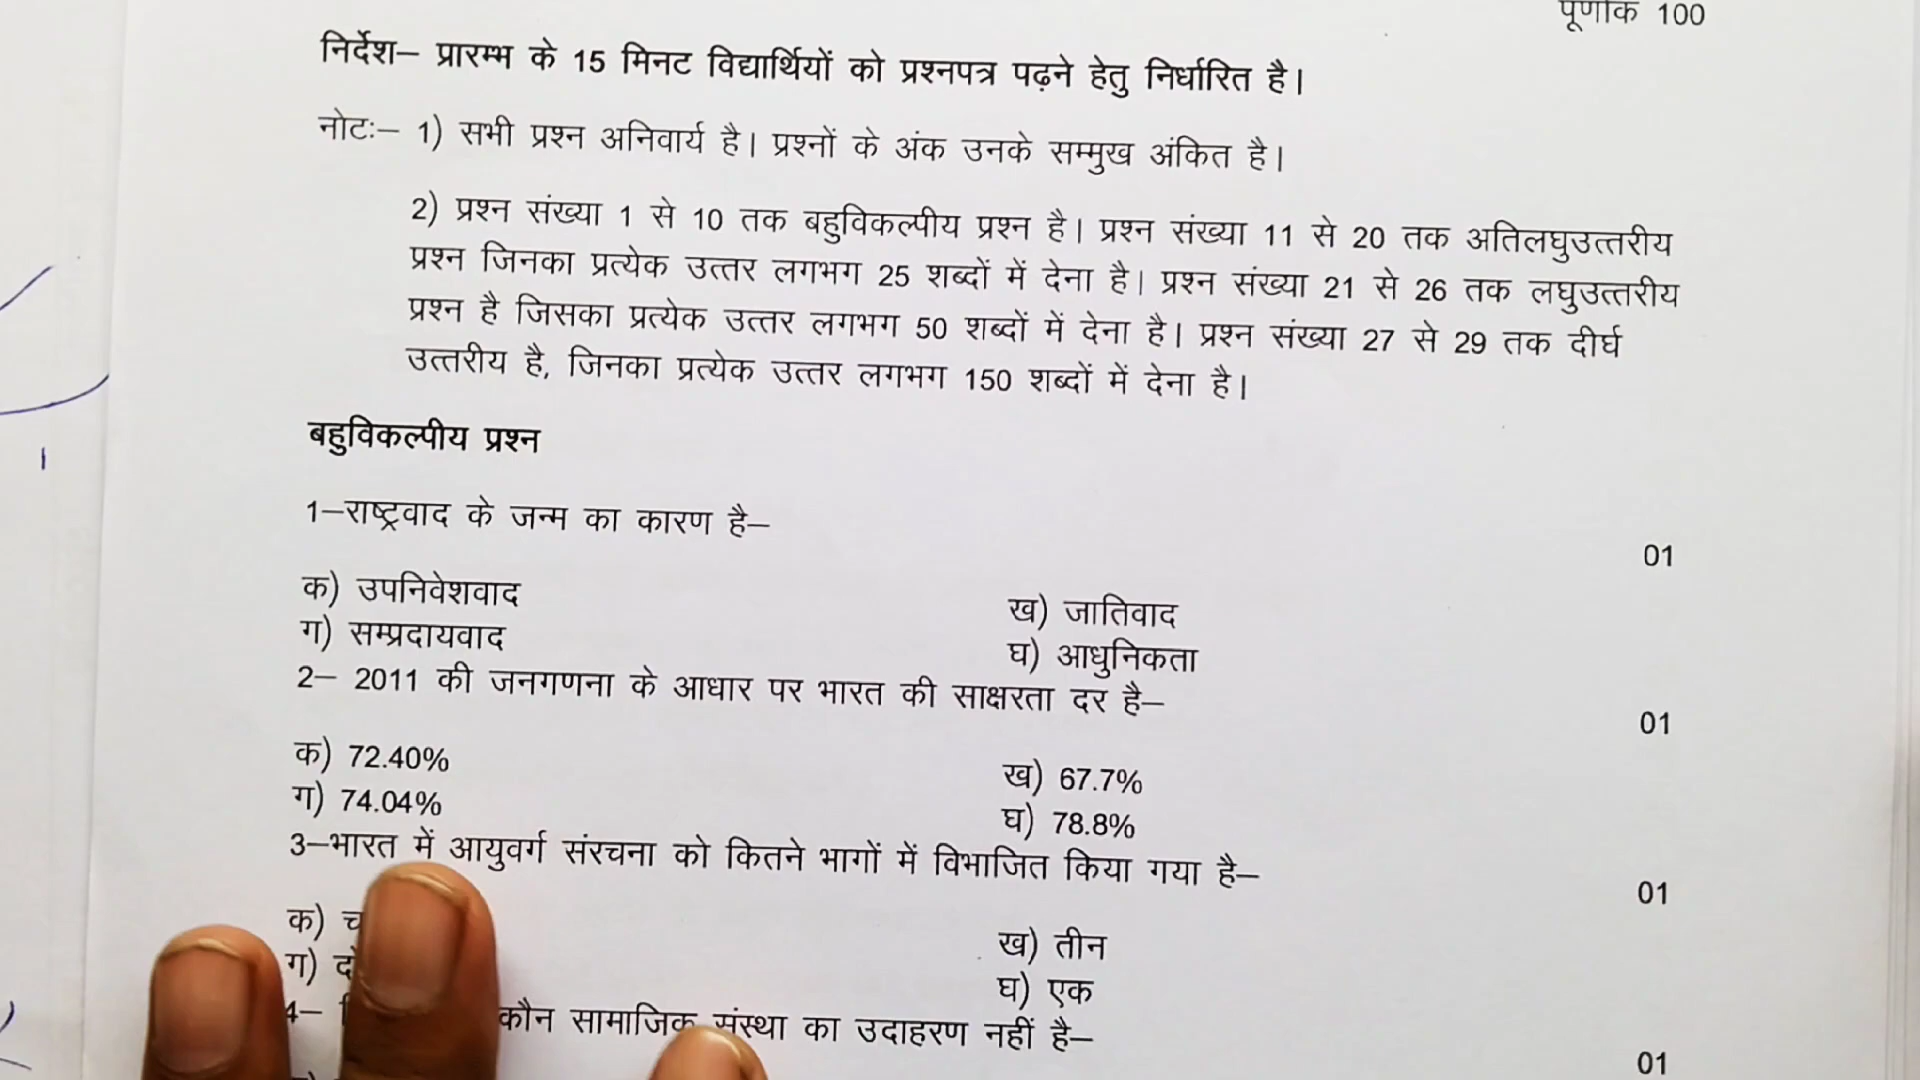 पूर्णांक 100
निर्देश– प्रारम्भ के 15 मिनट विद्यार्थियों को प्रश्नपत्र पढ़ने हेतु निर्धारित है।
नोटः– 1) सभी प्रश्न अनिवार्य है। प्रश्नों के अंक उनके सम्मुख अंकित है।
2) प्रश्न संख्या 1 से 10 तक बहुविकल्पीय प्रश्न है। प्रश्न संख्या 11 से 20 तक अतिलघुउत्तरीय
प्रश्न जिनका प्रत्येक उत्तर लगभग 25 शब्दों में देना है। प्रश्न संख्या 21 से 26 तक लघुउत्तरीय
प्रश्न है जिसका प्रत्येक उत्तर लगभग 50 शब्दों में देना है। प्रश्न संख्या 27 से 29 तक दीर्घ
उत्तरीय है, जिनका प्रत्येक उत्तर लगभग 150 शब्दों में देना है।
बहुविकल्पीय प्रश्न
1–राष्ट्रवाद के जन्म का कारण है– 01
क) उपनिवेशवाद ख) जातिवाद
ग) सम्प्रदायवाद घ) आधुनिकता
2– 2011 की जनगणना के आधार पर भारत की साक्षरता दर है– 01
क) 72.40% ख) 67.7%
ग) 74.04% घ) 78.8%
3–भारत में आयुवर्ग संरचना को कितने भागों में विभाजित किया गया है– 01
क) ख) तीन
ग) घ) एक
4– कौन सामाजिक संस्था का उदाहरण नहीं है– 01